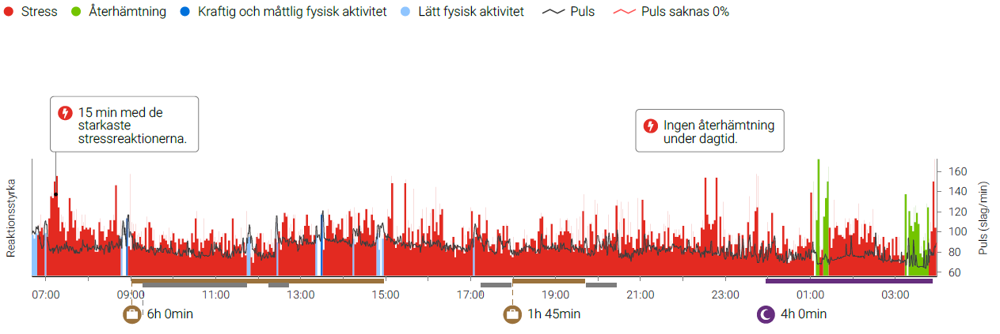 Stress Återhämtning Kraftig och måttlig fysisk aktivitet Lätt fysisk aktivitet Puls Puls saknas 0%
15 min med de
starkaste
stressreaktionerna.
Ingen återhämtning
under dagtid.
Reaktionsstyrka
160
140
120
100
80
60
Puls (slag/min)
07:00 09:00 11:00 13:00 15:00 17:00 19:00 21:00 23:00 01:00 03:00
6h 0min 1h 45min 4h 0min